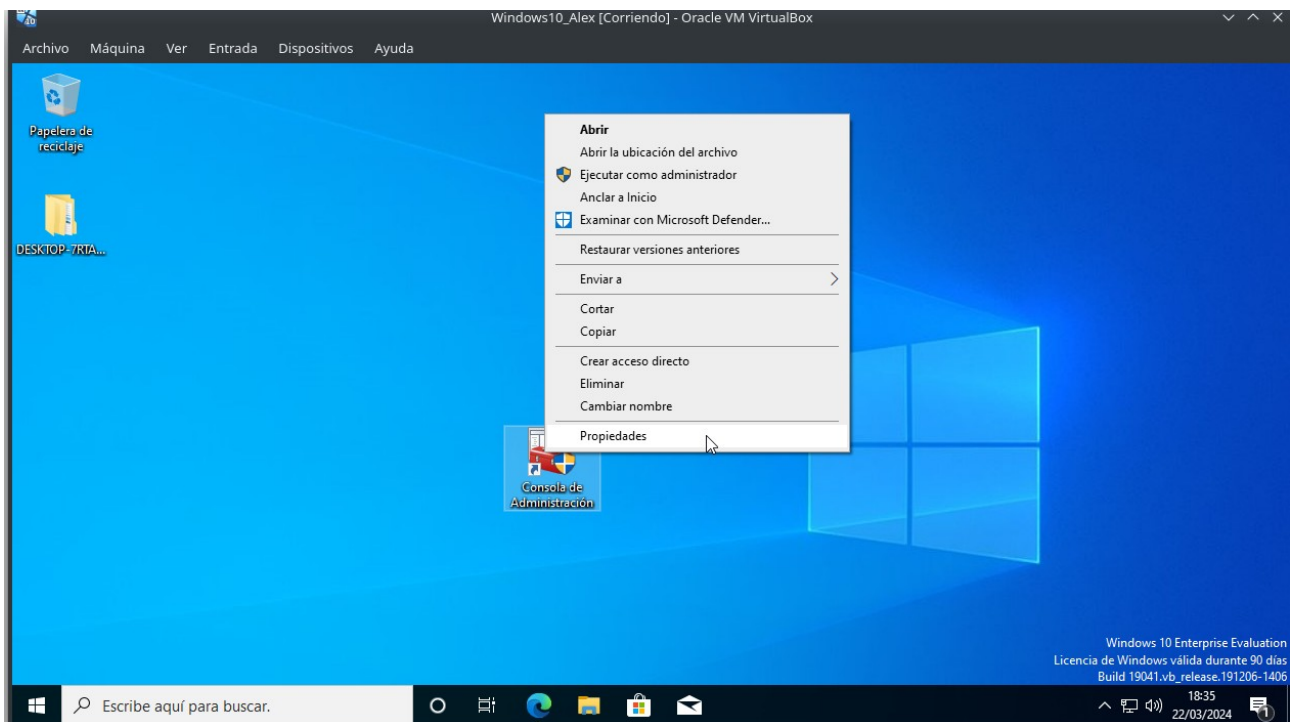 Windows10_Alex [Corriendo] - Oracle VM VirtualBox
Archivo Máquina Ver Entrada Dispositivos Ayuda
Papelera de
reciclaje
DESKTOP-7RTA...
Abrir
Abrir la ubicación del archivo
Ejecutar como administrador
Anclar a Inicio
Examinar con Microsoft Defender...
Restaurar versiones anteriores
Enviar a
Cortar
Copiar
Crear acceso directo
Eliminar
Cambiar nombre
Propiedades
Consola de
Administración
Windows 10 Enterprise Evaluation
Licencia de Windows válida durante 90 días
Build 19041.vb_release.191206-1406
Escribe aquí para buscar.
18:35
22/03/2024
1